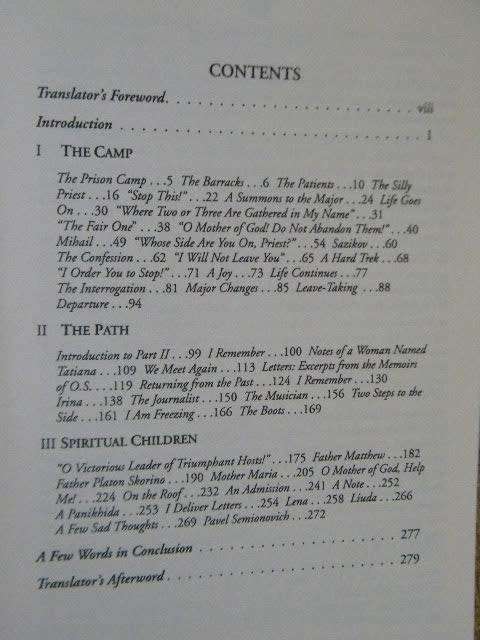 CONTENTS
Translator's Foreword. . . . . . . . . . . . . . . . . . . . . . . . . . viii
Introduction . . . . . . . . . . . . . . . . . . . . . . . . . . . . . . 1
I THE CAMP
The Prison Camp . . .5 The Barracks . . .6 The Patients . . .10 The Silly
Priest . . .16 "Stop This!". . .22 A Summons to the Major . . .24 Life Goes
On . . .30 "Where Two or Three Are Gathered in My Name". . .31
"The Fair One" . . .38 "O Mother of God! Do Not Abandon Them!". . .40
Mihail . . .49 "Whose Side Are You On, Priest?". . .54 Sazikov . . .60
The Confession . . .62 "I Will Not Leave You" . . .65 A Hard Trek . . .68
"I Order You to Stop!". . .71 A Joy . . .73 Life Continues . . .77
The Interrogation . . .81 Major Changes . . .85 Leave-Taking . . .88
Departure . . .94
II THE PATH
Introduction to Part II . . .99 I Remember . . .100 Notes of a Woman Named
Tatiana . . .109 We Meet Again . . .113 Letters: Excerpts from the Memoirs
of O.S. . . .119 Returning from the Past . . .124 I Remember . . .130
Irina . . .138 The Journalist . . .150 The Musician . . .156 Two Steps to the
Side . . .161 I Am Freezing . . .166 The Boots . . .169
III SPIRITUAL CHILDREN
"O Victorious Leader of Triumphant Hosts!" . . .175 Father Matthew . . .182
Father Platon Skorino . . .190 Mother Maria . . .205 O Mother of God, Help
Me! . . .224 On the Roof . . .232 An Admission . . .241 A Note . . .252
A Panikhida . . .253 I Deliver Letters . . .254 Lena . . .258 Liuda . . .266
A Few Sad Thoughts . . .269 Pavel Semionovich . . .272
A Few Words in Conclusion . . . . . . . . . . . . . . . . . . . . . . 277
Translator's Afterword. . . . . . . . . . . . . . . . . . . . . . . . . 279